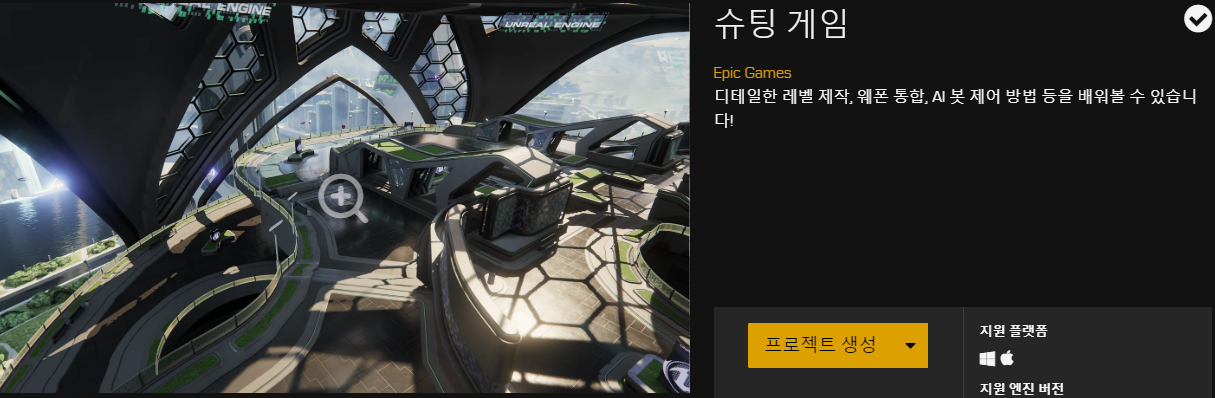 UNREAL ENGINE
UNREAL ENGINE
슈팅 게임
Epic Games
디테일한 레벨 제작, 웨폰 통합, AI 봇 제어 방법 등을 배워볼 수 있습니
다!
프로젝트 생성
지원 플랫폼
지원 엔진 버전